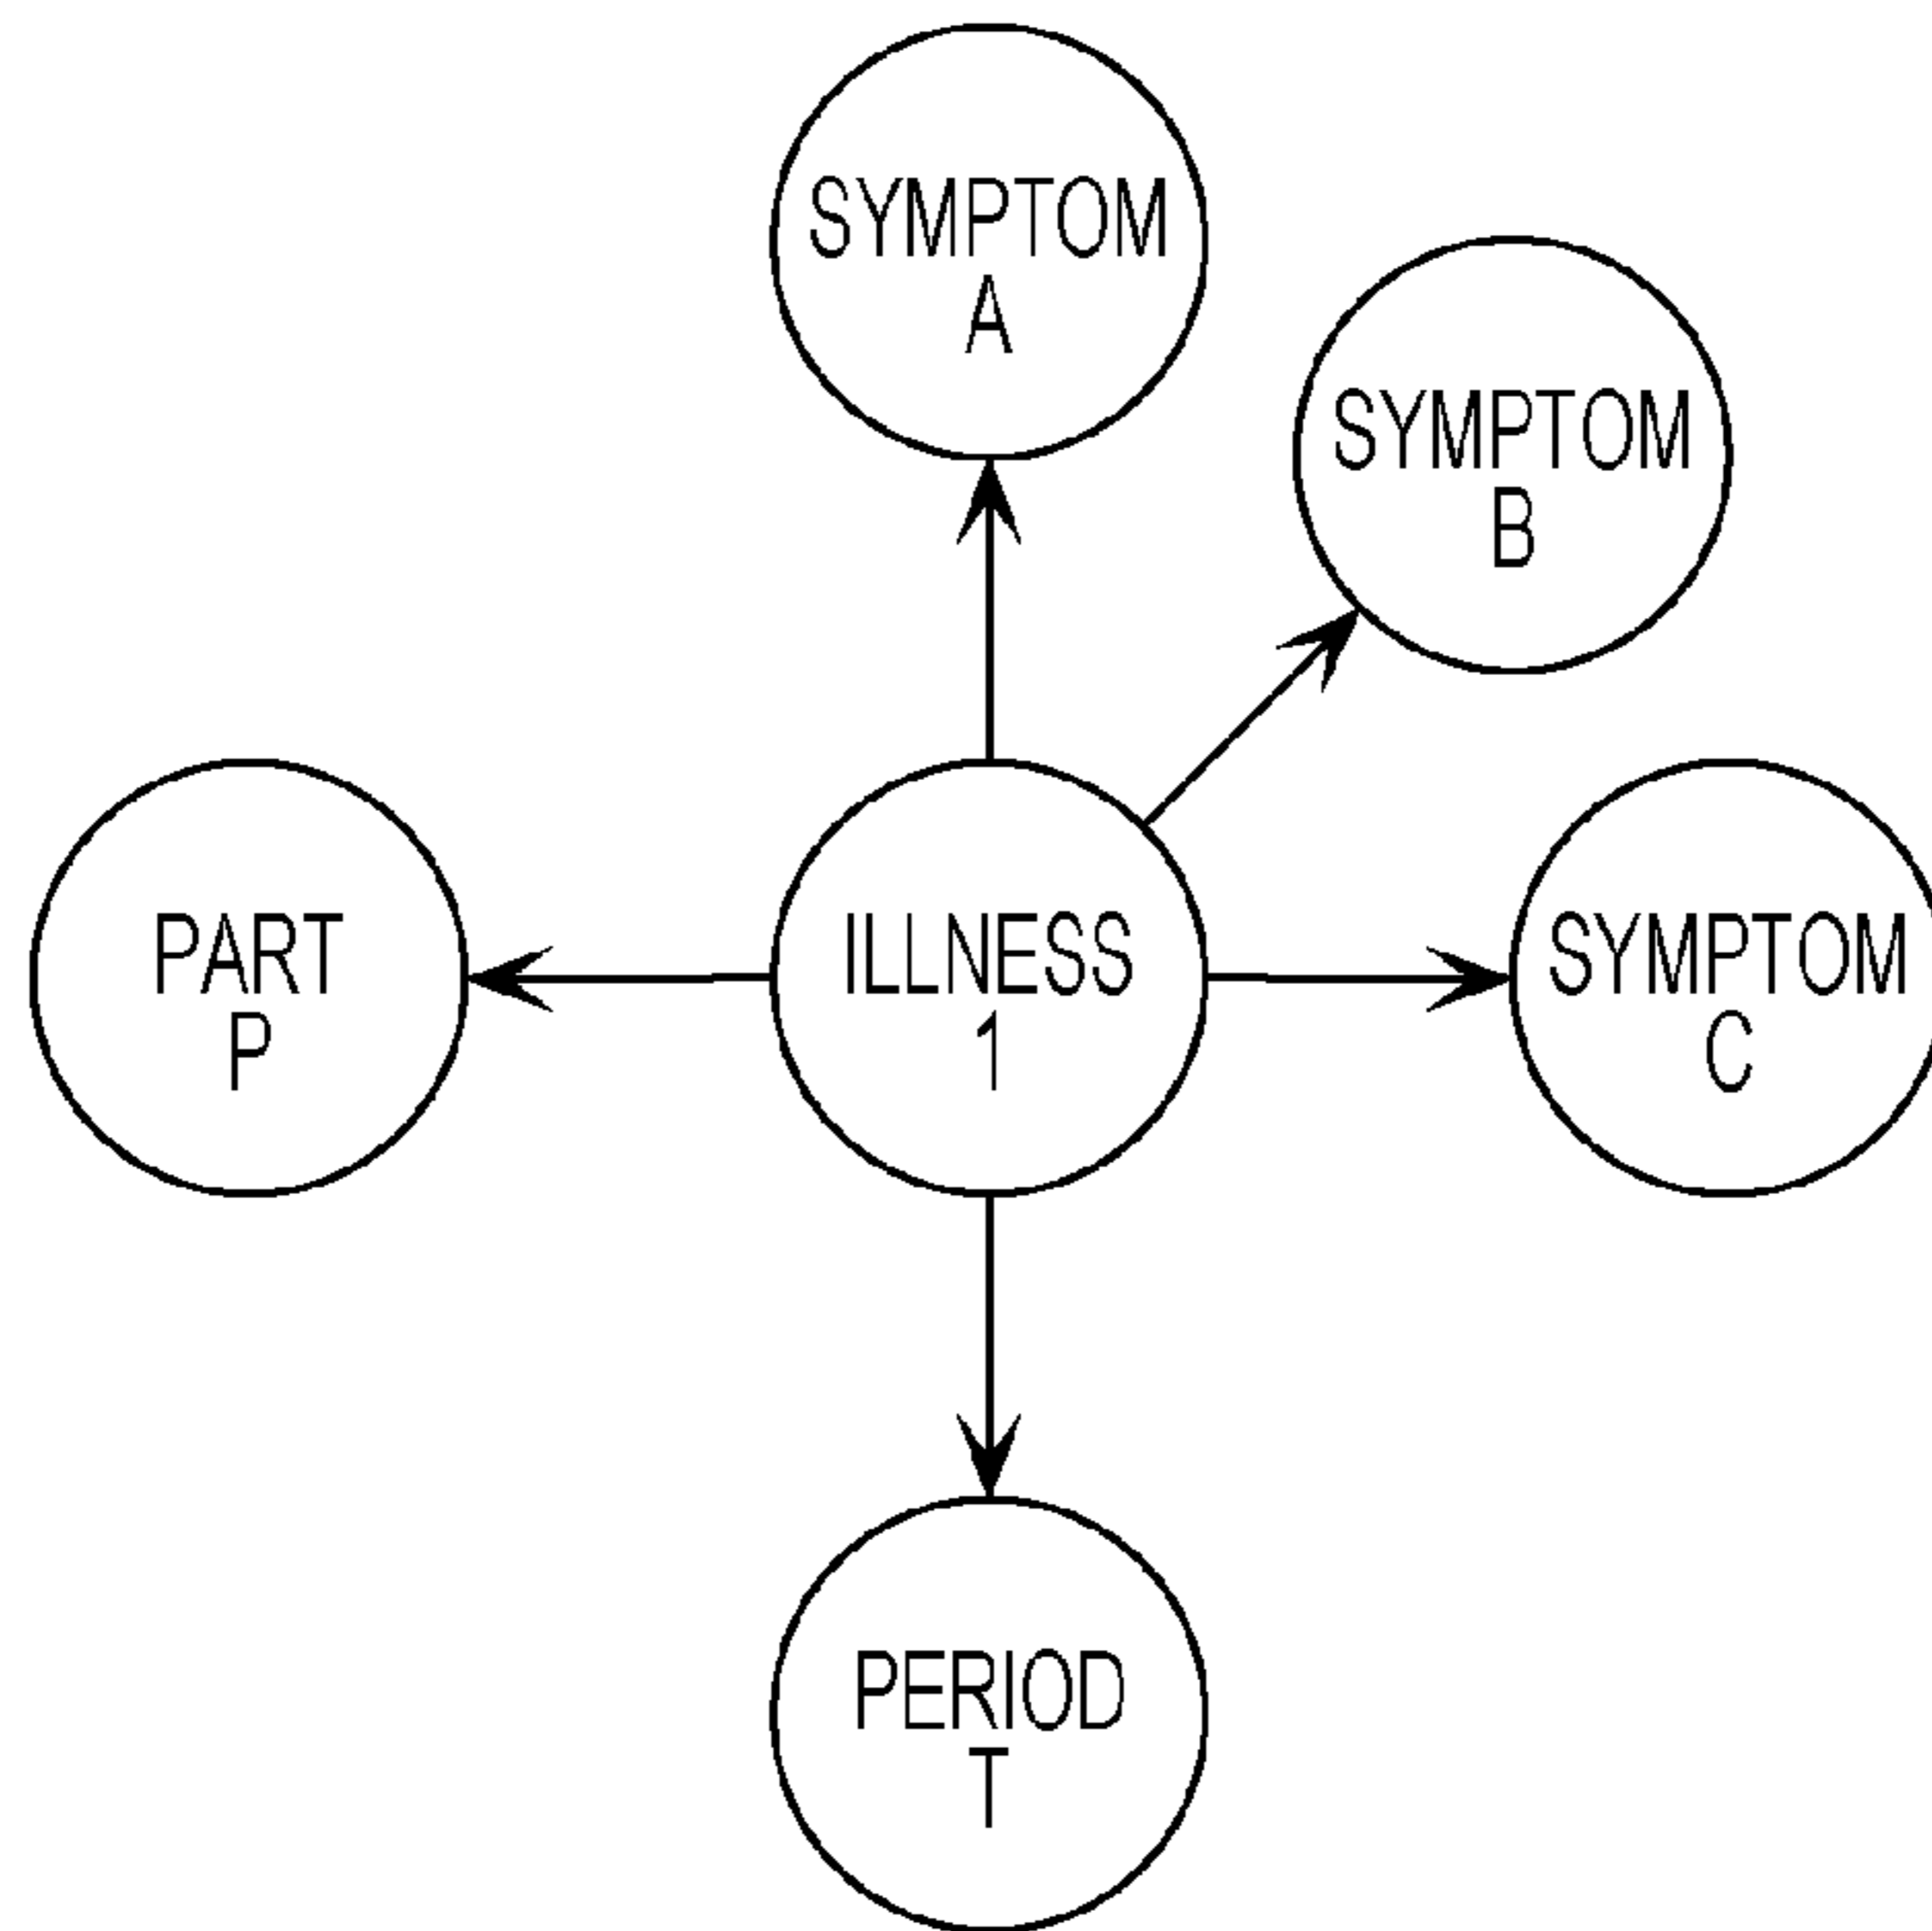 SYMPTOM
A
SYMPTOM
B
PART
P
ILLNESS
1
SYMPTOM
C
PERIOD
T